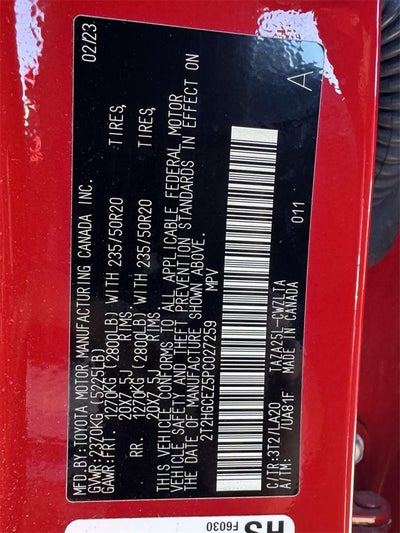 MFD BY:TOYOTA MOTOR MANUFACTURING CANADA INC. 02/23
GVWR:2370KG (5225LB)
GAWR:FRT. 1270KG (2800LB) WITH 235/50R20 TIRES,
20X7.5J RIMS
RR. 1270KG (2800LB) WITH 235/50R20 TIRES,
20X7.5J RIMS
THIS VEHICLE CONFORMS TO ALL APPLICABLE FEDERAL MOTOR
VEHICLE SAFETY AND THEFT PREVENTION STANDARDS IN EFFECT ON
THE DATE OF MANUFACTURE SHOWN ABOVE.
2T2H6CEZ5PC027259 MPV
011 A
C/TR:3T2/LA20 TAZA25L-CWZLTA
A/TM: /UA81F MADE IN CANADA
HS
F6030